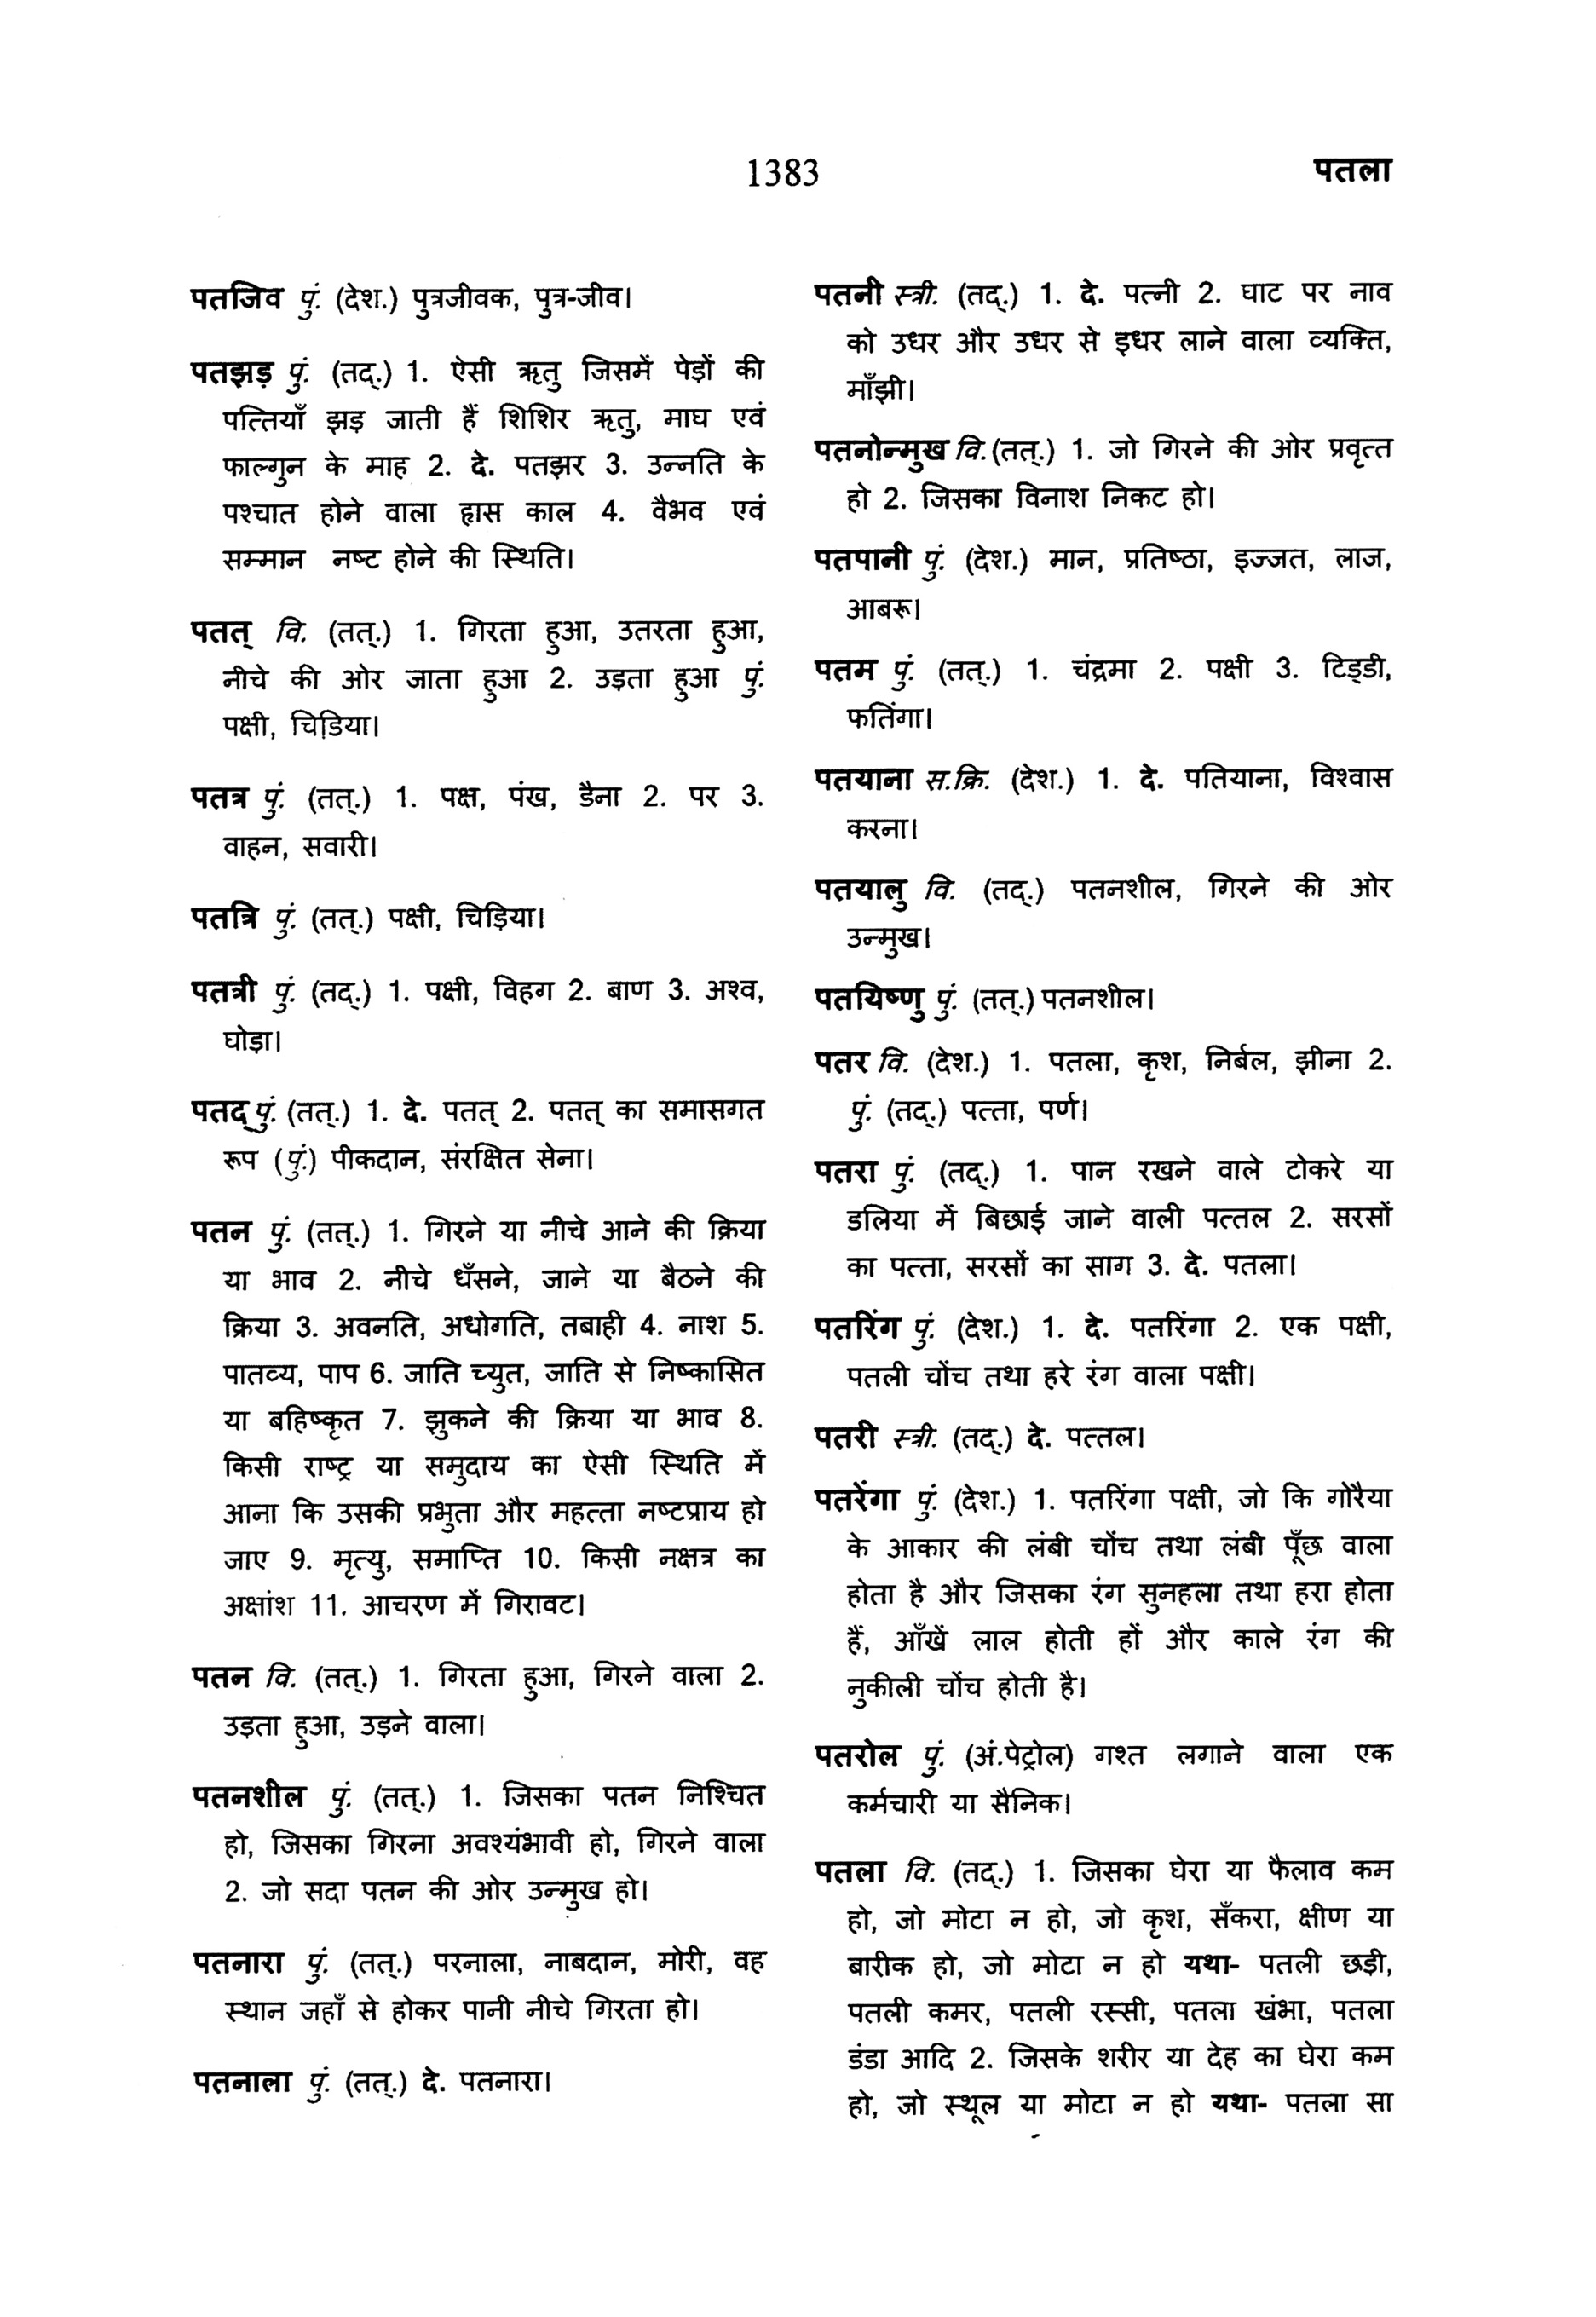 1383
पतला
पतजिव पुं. (देश.) पुत्रजीवक, पुत्र-जीव।
पतझड़ पुं. (तद्.) 1. ऐसी ऋतु जिसमें पेड़ों की
पत्तियाँ झड़ जाती हैं शिशिर ऋतु, माघ एवं
फाल्गुन के माह 2. दे. पतझर 3. उन्नति के
पश्चात होने वाला ह्रास काल 4. वैभव एवं
सम्मान नष्ट होने की स्थिति।
पतत् वि. (तत्.) 1. गिरता हुआ, उतरता हुआ,
नीचे की ओर जाता हुआ 2. उड़ता हुआ पुं.
पक्षी, चिडि़या।
पतत्र पुं. (तत्.) 1. पक्ष, पंख, डैना 2. पर 3.
वाहन, सवारी।
पतत्रि पुं. (तत्.) पक्षी, चिड़िया।
पतत्री पुं. (तद्.) 1. पक्षी, विहग 2. बाण 3. अश्व,
घोड़ा।
पतद् पुं. (तत्.) 1. दे. पतत् 2. पतत् का समासगत
रूप (पुं.) पीकदान, संरक्षित सेना।
पतन पुं. (तत्.) 1. गिरने या नीचे आने की क्रिया
या भाव 2. नीचे धँसने, जाने या बैठने की
क्रिया 3. अवनति, अधोगति, तबाही 4. नाश 5.
पातव्य, पाप 6. जाति च्युत, जाति से निष्कासित
या बहिष्कृत 7. झुकने की क्रिया या भाव 8.
किसी राष्ट्र या समुदाय का ऐसी स्थिति में
आना कि उसकी प्रभुता और महत्ता नष्टप्राय हो
जाए 9. मृत्यु, समाप्ति 10. किसी नक्षत्र का
अक्षांश 11. आचरण में गिरावट।
पतन वि. (तत्.) 1. गिरता हुआ, गिरने वाला 2.
उड़ता हुआ, उड़ने वाला।
पतनशील पुं. (तत्.) 1. जिसका पतन निश्चित
हो, जिसका गिरना अवश्यंभावी हो, गिरने वाला
2. जो सदा पतन की ओर उन्मुख हो।
पतनारा पुं. (तत्.) परनाला, नाबदान, मोरी, वह
स्थान जहाँ से होकर पानी नीचे गिरता हो।
पतनाला पुं. (तत्.) दे. पतनारा।
पतनी स्त्री. (तद्.) 1. दे. पत्नी 2. घाट पर नाव
को उधर और उधर से इधर लाने वाला व्यक्ति,
माँझी।
पतनोन्मुख वि.(तत्.) 1. जो गिरने की ओर प्रवृत्त
हो 2. जिसका विनाश निकट हो।
पतपानी पुं. (देश.) मान, प्रतिष्ठा, इज्जत, लाज,
आबरू।
पतम पुं. (तत्.) 1. चंद्रमा 2. पक्षी 3. टिड्डी,
फतिंगा।
पतयाना स.क्रि. (देश.) 1. दे. पतियाना, विश्वास
करना।
पतयालु वि. (तद्.) पतनशील, गिरने की ओर
उन्मुख।
पतयिष्णु पुं. (तत्.) पतनशील।
पतर वि. (देश.) 1. पतला, कृश, निर्बल, झीना 2.
पुं. (तद्.) पत्ता, पर्ण।
पतरा पुं. (तद्.) 1. पान रखने वाले टोकरे या
डलिया में बिछाई जाने वाली पत्तल 2. सरसों
का पत्ता, सरसों का साग 3. दे. पतला।
पतरिंग पुं. (देश.) 1. दे. पतरिंगा 2. एक पक्षी,
पतली चोंच तथा हरे रंग वाला पक्षी।
पतरी स्त्री. (तद्.) दे. पत्तल।
पतरेंगा पुं. (देश.) 1. पतरिंगा पक्षी, जो कि गोरैया
के आकार की लंबी चोंच तथा लंबी पूँछ वाला
होता है और जिसका रंग सुनहला तथा हरा होता
हैं, आँखें लाल होती हों और काले रंग की
नुकीली चोंच होती है।
पतरोल पुं. (अं.पेट्रोल) गश्त लगाने वाला एक
कर्मचारी या सैनिक।
पतला वि. (तद्.) 1. जिसका घेरा या फैलाव कम
हो, जो मोटा न हो, जो कृश, सँकरा, क्षीण या
बारीक हो, जो मोटा न हो यथा- पतली छड़ी,
पतली कमर, पतली रस्सी, पतला खंभा, पतला
डंडा आदि 2. जिसके शरीर या देह का घेरा कम
हो, जो स्थूल या मोटा न हो यथा- पतला सा